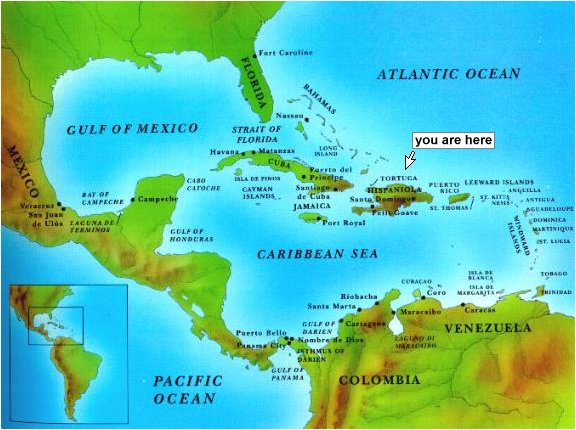 Fort Caroline
FLORIDA
ATLANTIC OCEAN
BAHAMAS
Nassau
GULF OF MEXICO
STRAIT OF
FLORIDA
LONG
ISLAND
you are here
MEXICO
Havana
Matanzas
CUBA
ISLA DE PINOS
Puerto del
Principe
TORTUGA
CABO
CATOCHE
CAYMAN
ISLANDS
Santiago
de Cuba
HISPANIOLA
PUERTO
RICO
LEEWARD ISLANDS
ANGUILLA
BAY OF
CAMPECHE
Campeche
JAMAICA
Santo Domingo
ST. THOMAS
ST. KITTS
NEVIS
ANTIGUA
Veracruz
San Juan
de Ulúa
LAGUNA DE
TERMINOS
Port Royal
Petit Goave
GUADELOUPE
DOMINICA
MARTINIQUE
GULF OF
HONDURAS
WINDWARD
ISLANDS
ST. LUCIA
CARIBBEAN SEA
CURAÇAO
ISLA DE
BLANCA
TOBAGO
Riohacha
Coro
ISLA DE
MARGARITA
TRINIDAD
Santa Marta
Maracaibo
Caracas
Puerto Bello
GULF OF
DARIEN
Cartagena
VENEZUELA
Panama City
Nombre de Dios
LAGUNO DI
MARACAIBO
ISTHMUS OF
DARIEN
GULF OF
PANAMA
COLOMBIA
PACIFIC
OCEAN